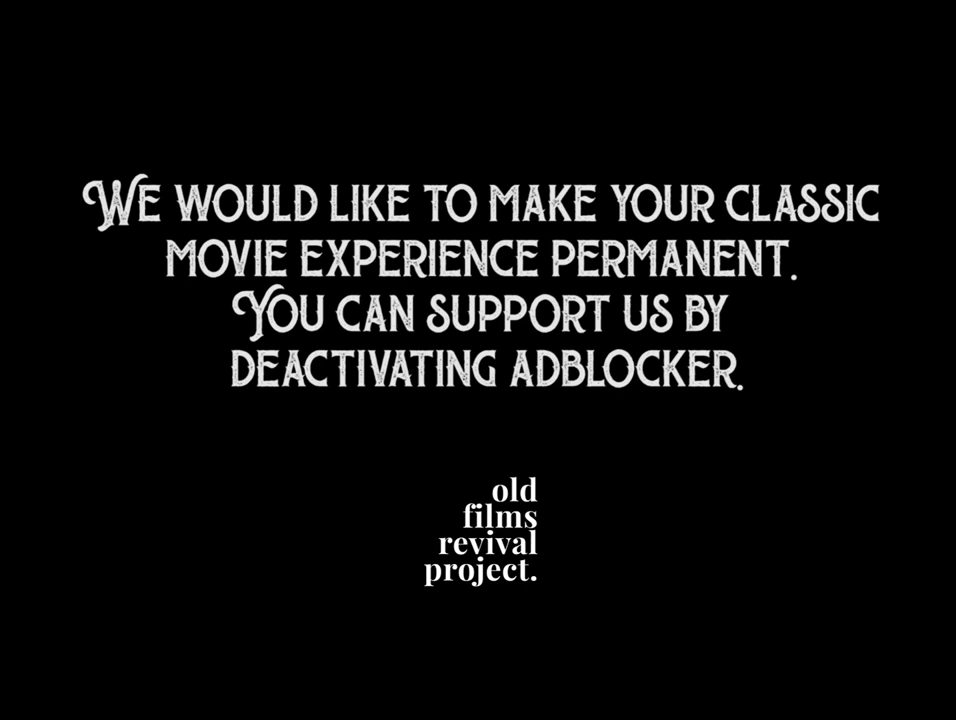 We would like to make your classic
movie experience permanent.
You can support us by
deactivating adblocker.
old
films
revival
project.